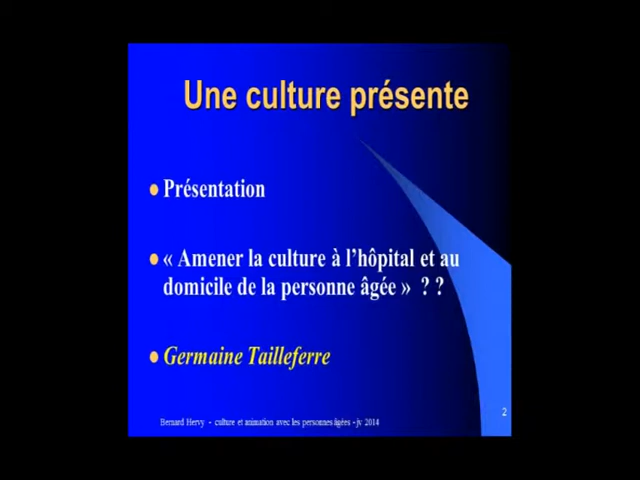 Une culture présente
Présentation
« Amener la culture à l'hôpital et au
domicile de la personne âgée » ? ?
Germaine Tailleferre
Bernard Hervy - culture et animation avec les personnes âgées - jv 2014
2